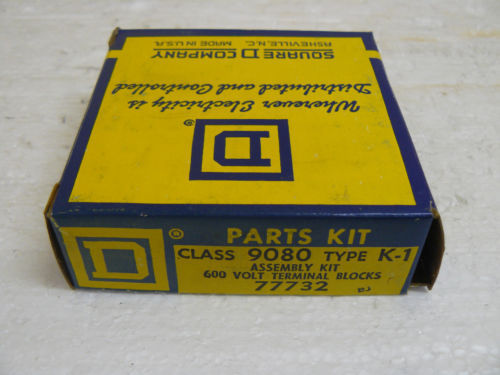 SQUARE D COMPANY
ASHEVILLE, N.C. MADE IN U.S.A.
Wherever Electricity is
Distributed and Controlled
D
®
D ®
PARTS KIT
CLASS 9080 TYPE K-1
ASSEMBLY KIT
600 VOLT TERMINAL BLOCKS
77732